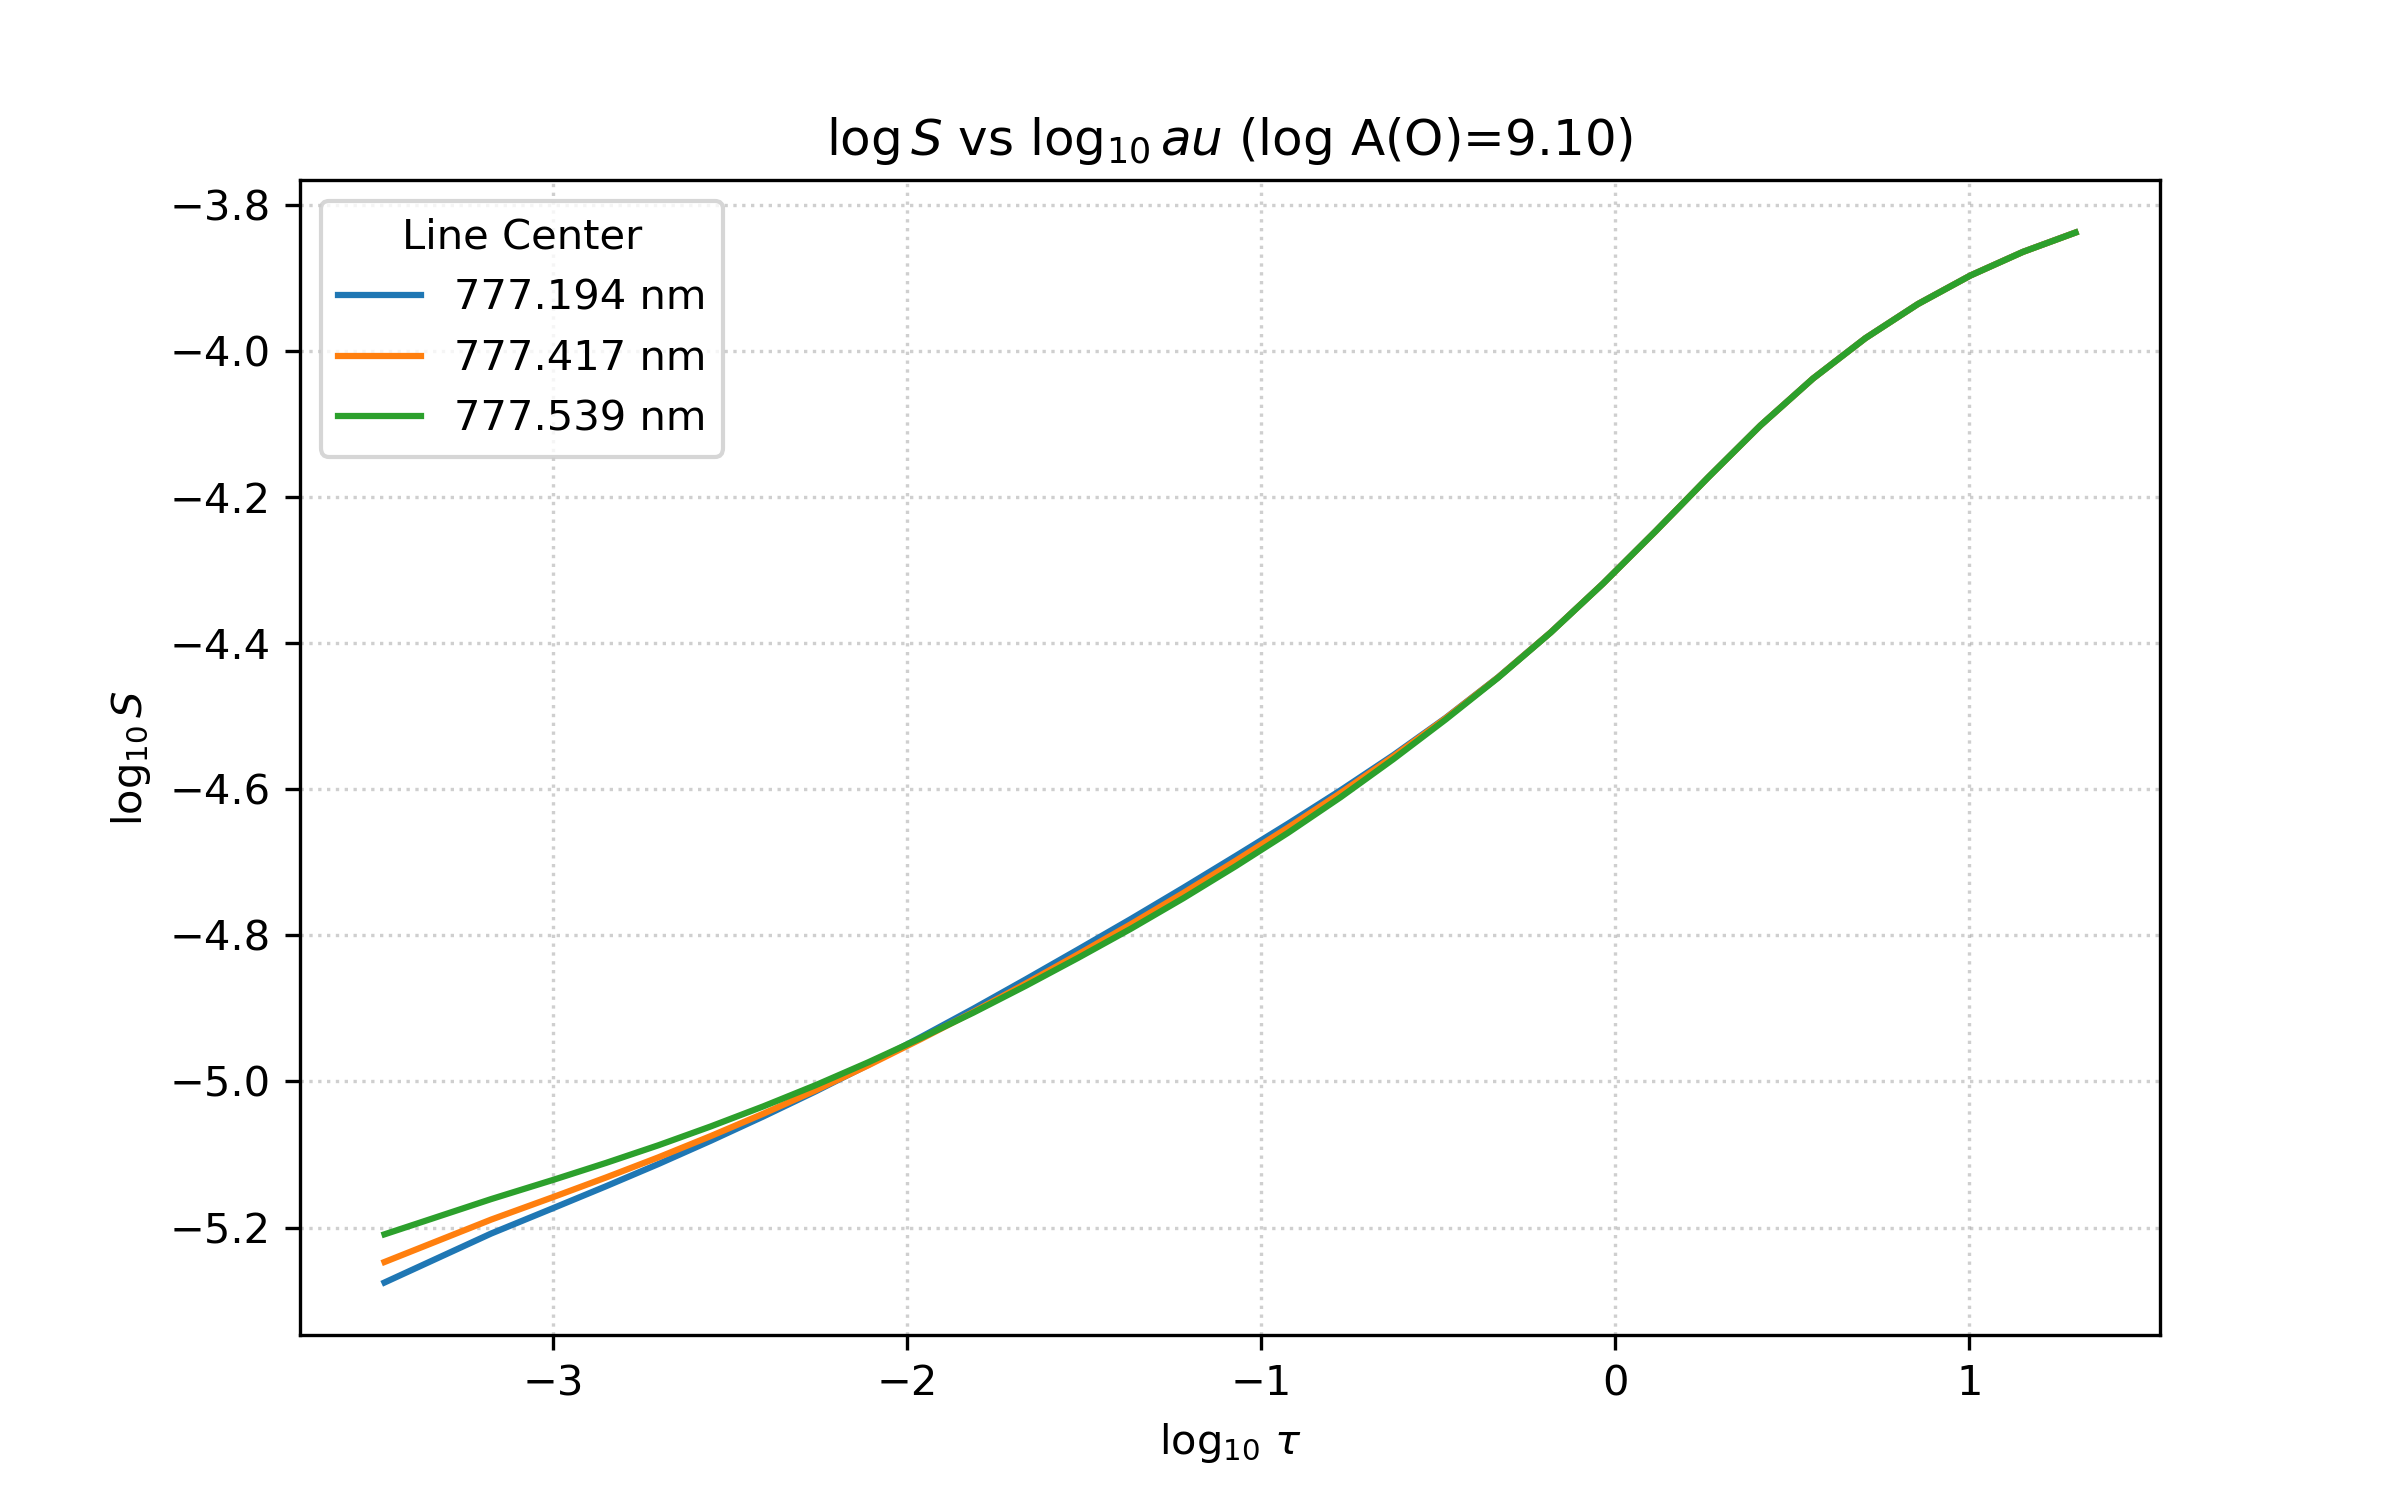 log S vs log₁₀ au (log A(O)=9.10)
Line Center
777.194 nm
777.417 nm
777.539 nm
−3.8
−4.0
−4.2
−4.4
−4.6
−4.8
−5.0
−5.2
log₁₀ S
−3 −2 −1 0 1
log₁₀ τ